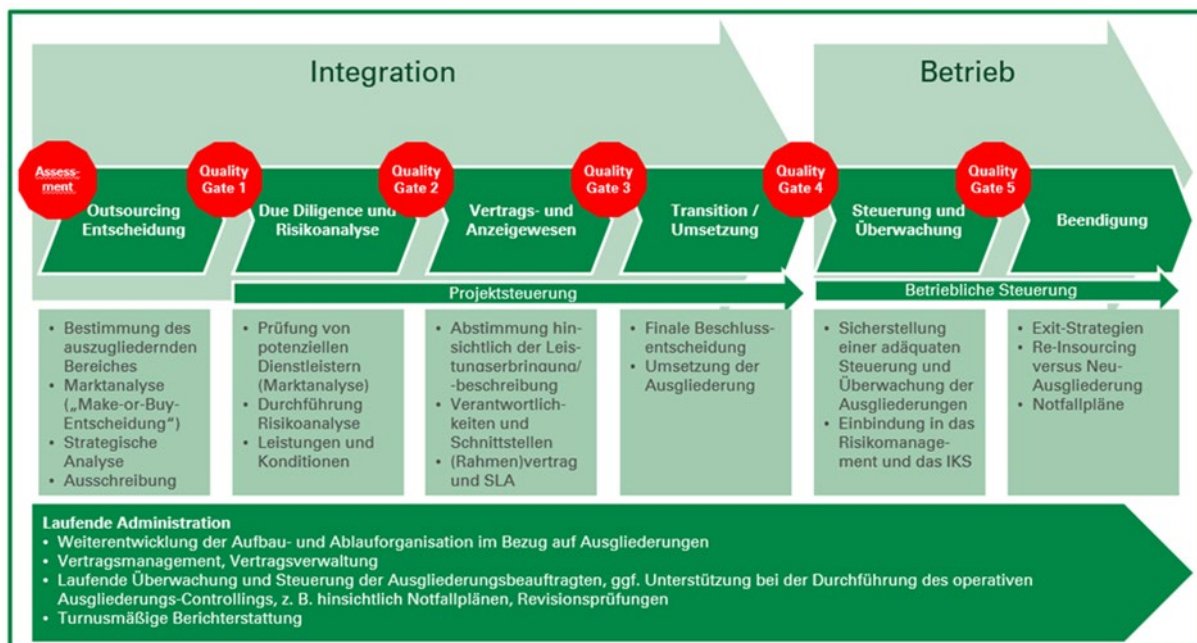 Integration
Betrieb
Assess-
ment
Quality
Gate 1
Quality
Gate 2
Quality
Gate 3
Quality
Gate 4
Quality
Gate 5
Outsourcing
Entscheidung
Due Diligence und
Risikoanalyse
Vertrags- und
Anzeigewesen
Transition /
Umsetzung
Steuerung und
Überwachung
Beendigung
Projektsteuerung
Betriebliche Steuerung
• Bestimmung des
auszugliedernden
Bereiches
• Marktanalyse
(„Make-or-Buy-
Entscheidung“)
• Strategische
Analyse
• Ausschreibung
• Prüfung von
potenziellen
Dienstleistern
(Marktanalyse)
• Durchführung
Risikoanalyse
• Leistungen und
Konditionen
• Abstimmung hin-
sichtlich der Leis-
tungserbringung/
-beschreibung
• Verantwortlich-
keiten und
Schnittstellen
• (Rahmen)vertrag
und SLA
• Finale Beschluss-
entscheidung
• Umsetzung der
Ausgliederung
• Sicherstellung
einer adäquaten
Steuerung und
Überwachung der
Ausgliederungen
• Einbindung in das
Risikomanage-
ment und das IKS
• Exit-Strategien
• Re-Insourcing
versus Neu-
Ausgliederung
• Notfallpläne
Laufende Administration
• Weiterentwicklung der Aufbau- und Ablauforganisation im Bezug auf Ausgliederungen
• Vertragsmanagement, Vertragsverwaltung
• Laufende Überwachung und Steuerung der Ausgliederungsbeauftragten, ggf. Unterstützung bei der Durchführung des operativen
Ausgliederungs-Controllings, z. B. hinsichtlich Notfallplänen, Revisionsprüfungen
• Turnusmäßige Berichterstattung